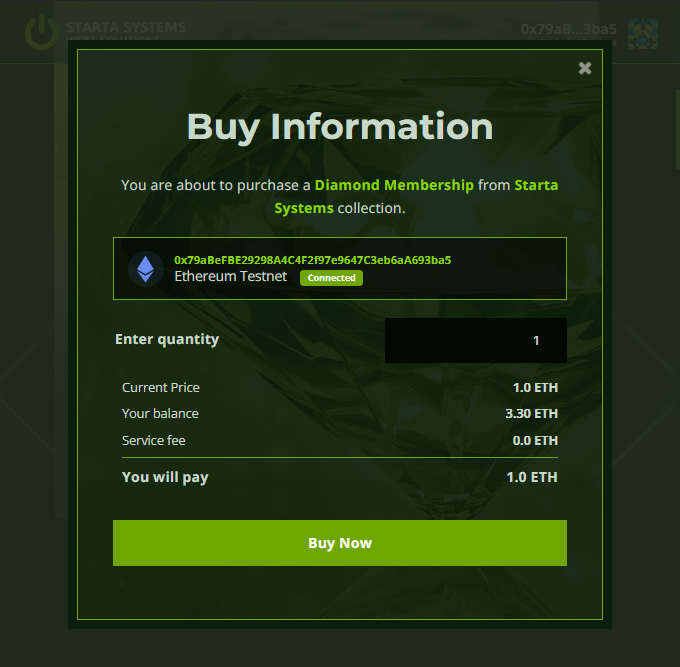 STARTA SYSTEMS
WEB3 SOLUTIONS
0x79aB...3ba5
✖
Buy Information
You are about to purchase a Diamond Membership from Starta
Systems collection.
0x79aBeFBE29298A4C4F2f97e9647C3eb6aA693ba5
Ethereum Testnet Connected
Enter quantity 1
Current Price 1.0 ETH
Your balance 3.30 ETH
Service fee 0.0 ETH
You will pay 1.0 ETH
Buy Now